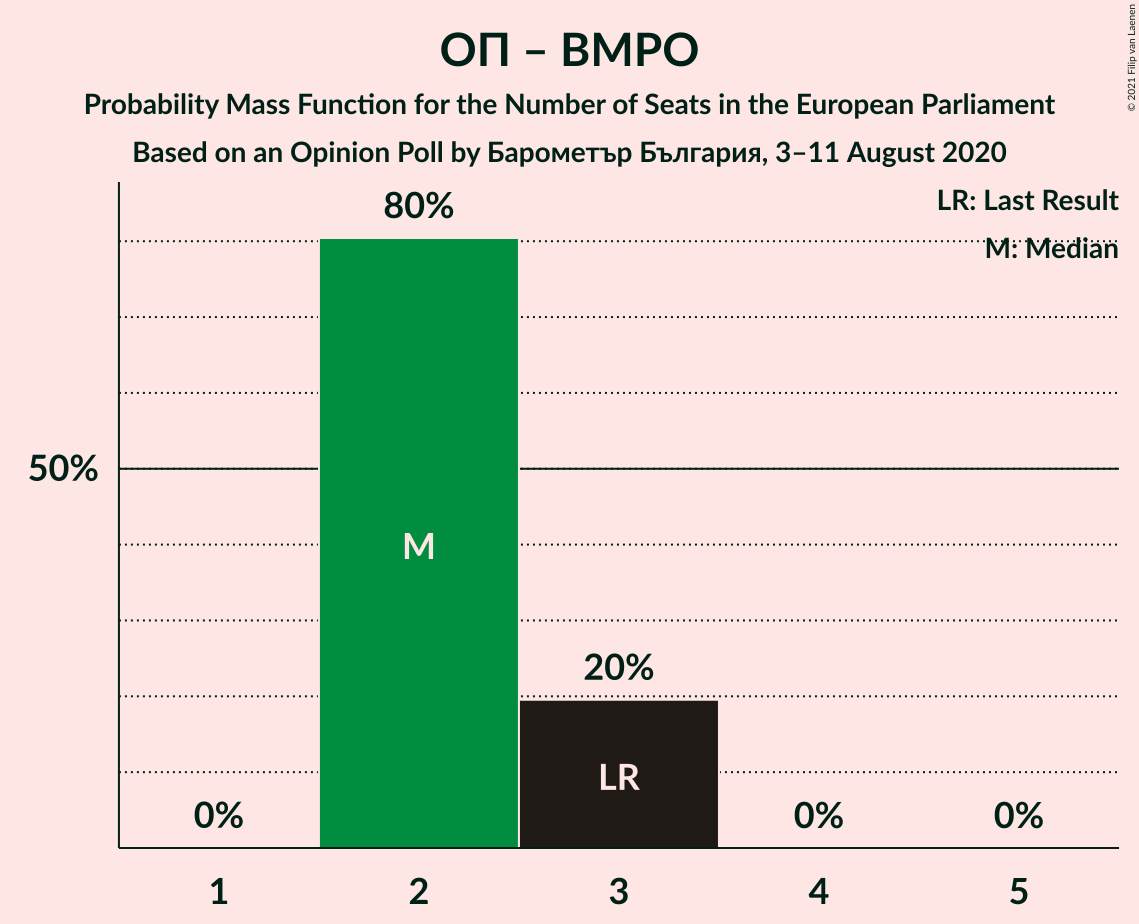 ОП – ВМРО
Probability Mass Function for the Number of Seats in the European Parliament
Based on an Opinion Poll by Барометър България, 3–11 August 2020
© 2021 Filip van Laenen
LR: Last Result
M: Median
80%
50%
M
20%
LR
0%
0%
0%
1
2
3
4
5